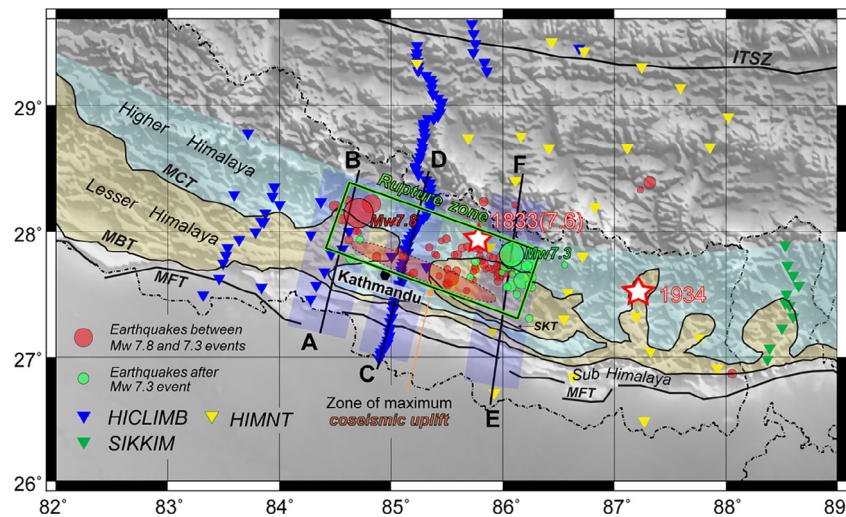 29°
28°
27°
26°
82°
83°
84°
85°
86°
87°
88°
89
ITSZ
Higher Himalaya
MCT
Lesser Himalaya
MBT
MFT
B
D
F
Rupture zone
1833(7.6)
Mw7.8
Mw7.3
Kathmandu
1934
SKT
A
C
E
Sub Himalaya
MFT
Zone of maximum
coseismic uplift
Earthquakes between
Mw 7.8 and 7.3 events
Earthquakes after
Mw 7.3 event
HICLIMB
HIMNT
SIKKIM